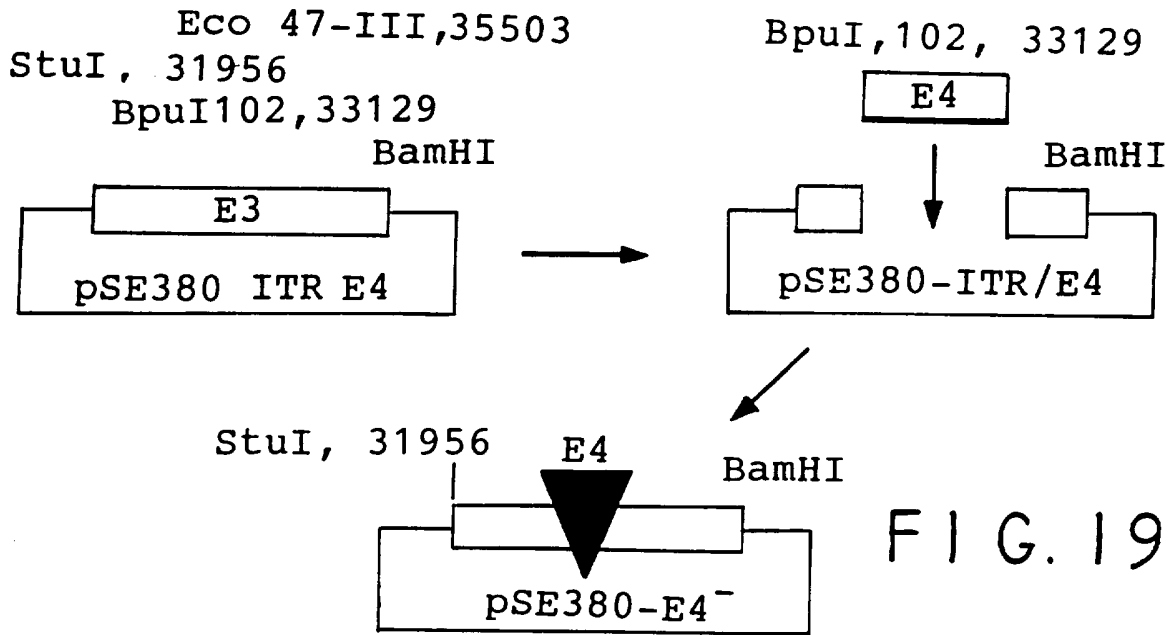 Eco 47-III,35503
StuI, 31956
BpuI102,33129
BamHI
E3
pSE380 ITR E4
BpuI,102, 33129
E4
BamHI
pSE380-ITR/E4
StuI, 31956
E4
BamHI
pSE380-E4⁻
FIG. 19